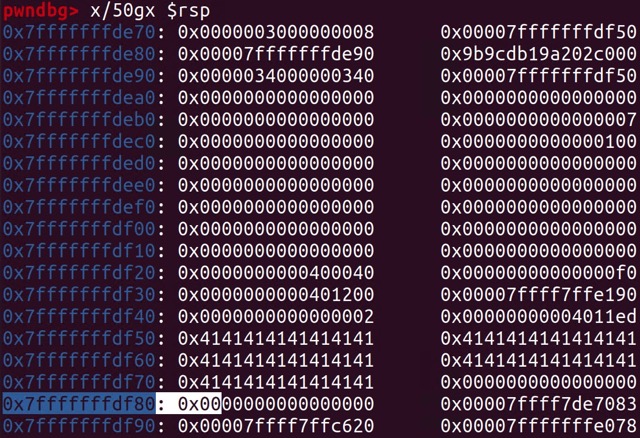 pwndbg> x/50gx $rsp
0x7fffffffde70: 0x0000003000000008 0x00007fffffffdf50
0x7fffffffde80: 0x00007fffffffde90 0x9b9cdb19a202c000
0x7fffffffde90: 0x0000034000000340 0x00007fffffffdf50
0x7fffffffdea0: 0x0000000000000000 0x0000000000000000
0x7fffffffdeb0: 0x0000000000000000 0x0000000000000007
0x7fffffffdec0: 0x0000000000000000 0x0000000000000100
0x7fffffffded0: 0x0000000000000000 0x0000000000000000
0x7fffffffdee0: 0x0000000000000000 0x0000000000000000
0x7fffffffdef0: 0x0000000000000000 0x0000000000000000
0x7fffffffdf00: 0x0000000000000000 0x0000000000000000
0x7fffffffdf10: 0x0000000000000000 0x0000000000000000
0x7fffffffdf20: 0x0000000000400040 0x00000000000000f0
0x7fffffffdf30: 0x0000000000401200 0x00007ffff7ffe190
0x7fffffffdf40: 0x0000000000000002 0x00000000004011ed
0x7fffffffdf50: 0x4141414141414141 0x4141414141414141
0x7fffffffdf60: 0x4141414141414141 0x4141414141414141
0x7fffffffdf70: 0x4141414141414141 0x0000000000000000
0x7fffffffdf80: 0x0000000000000000 0x00007ffff7de7083
0x7fffffffdf90: 0x00007ffff7ffc620 0x00007fffffffe078